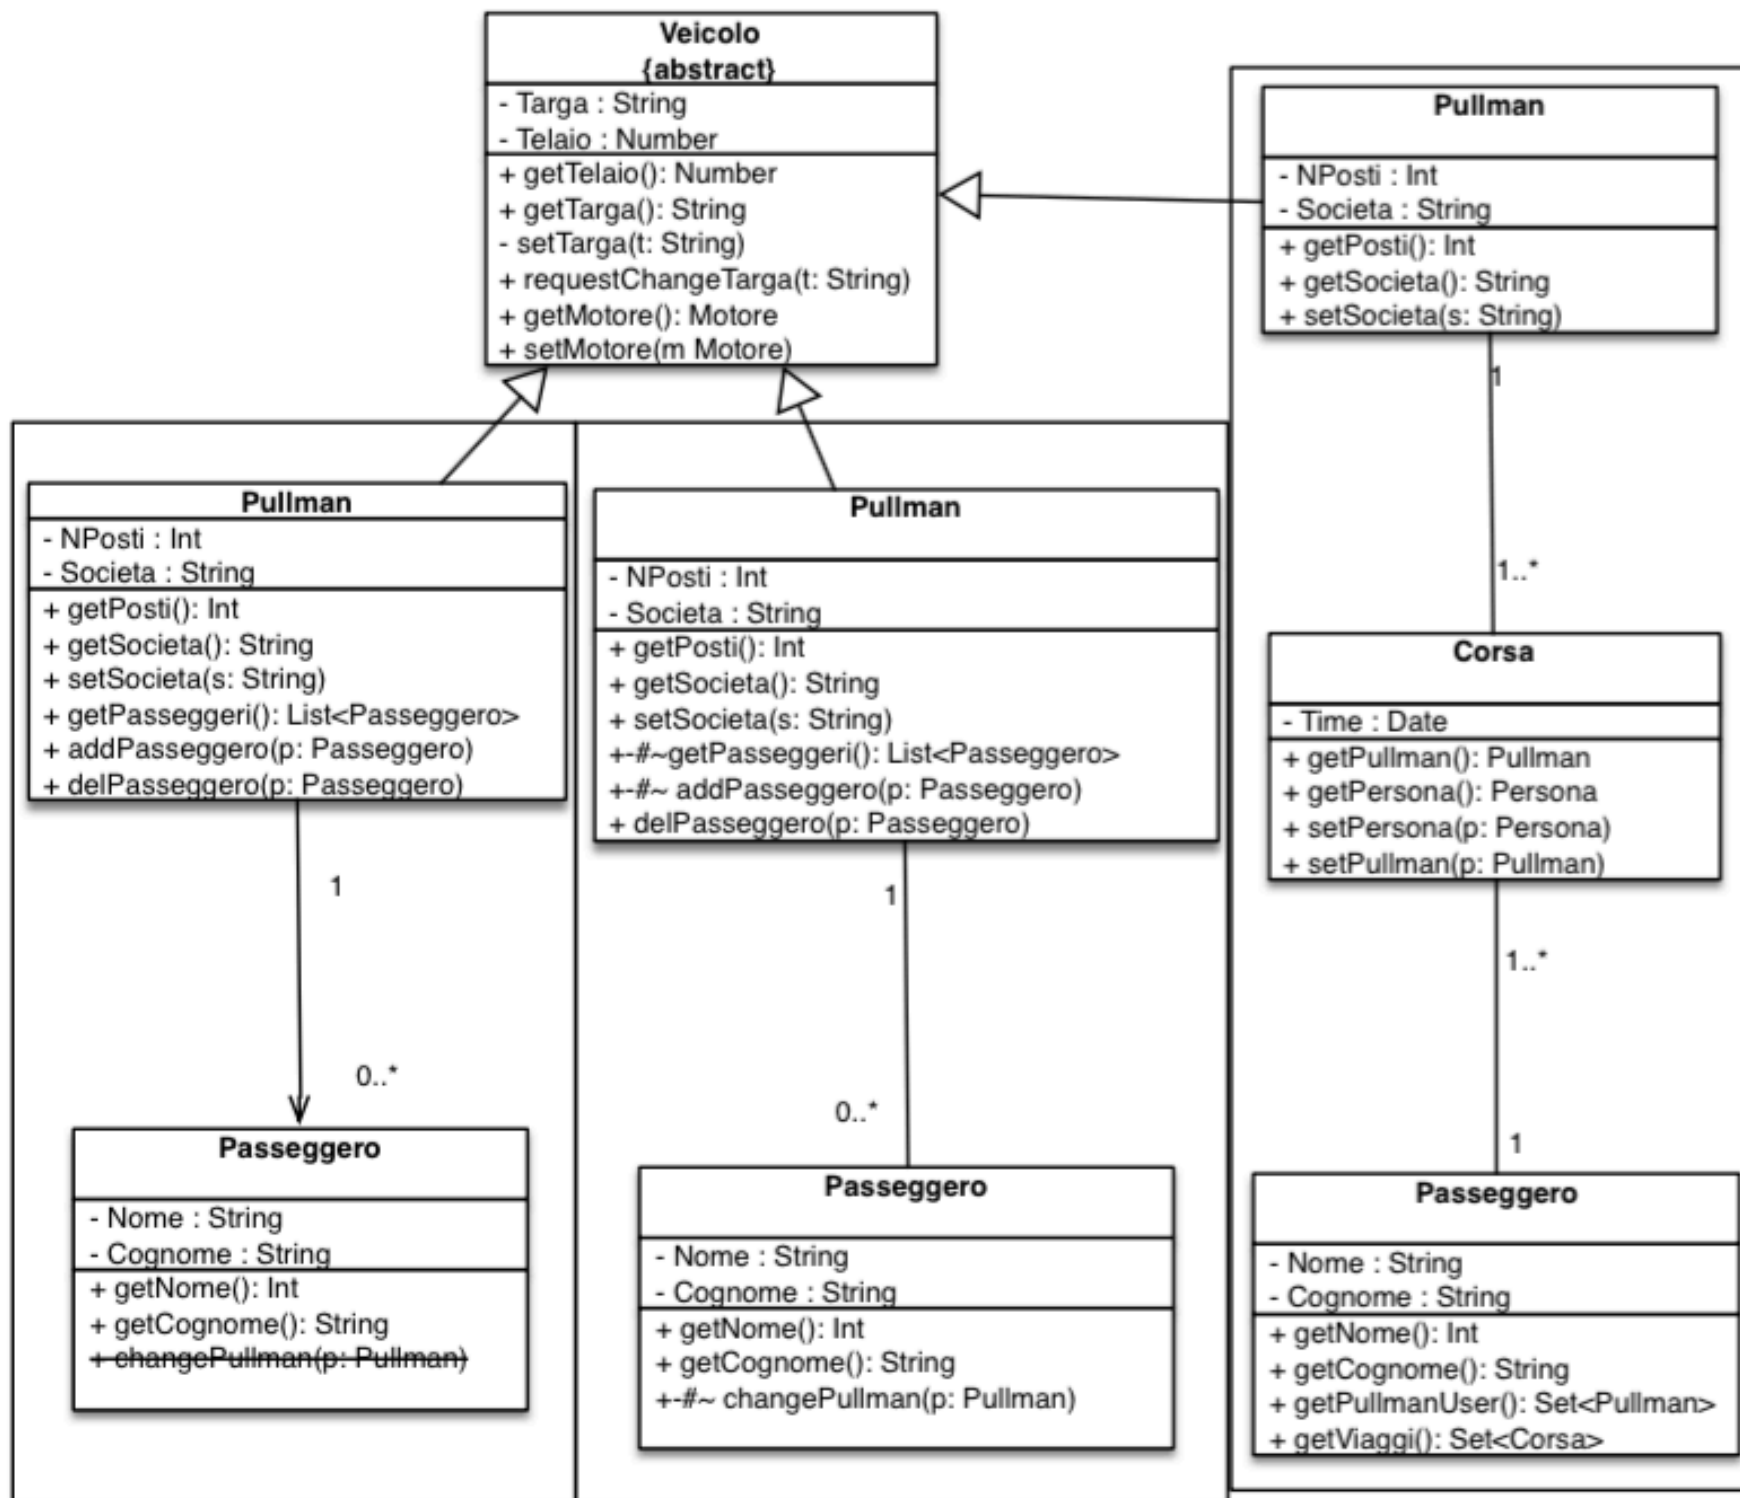 Veicolo
{abstract}
- Targa : String
- Telaio : Number
+ getTelaio(): Number
+ getTarga(): String
- setTarga(t: String)
+ requestChangeTarga(t: String)
+ getMotore(): Motore
+ setMotore(m Motore)
Pullman
- NPosti : Int
- Societa : String
+ getPosti(): Int
+ getSocieta(): String
+ setSocieta(s: String)
+ getPasseggeri(): List<Passeggero>
+ addPasseggero(p: Passeggero)
+ delPasseggero(p: Passeggero)
1
0..*
Passeggero
- Nome : String
- Cognome : String
+ getNome(): Int
+ getCognome(): String
+ changePullman(p: Pullman)
Pullman
- NPosti : Int
- Societa : String
+ getPosti(): Int
+ getSocieta(): String
+ setSocieta(s: String)
+-#~getPasseggeri(): List<Passeggero>
+-#~ addPasseggero(p: Passeggero)
+ delPasseggero(p: Passeggero)
1
0..*
Passeggero
- Nome : String
- Cognome : String
+ getNome(): Int
+ getCognome(): String
+-#~ changePullman(p: Pullman)
Pullman
- NPosti : Int
- Societa : String
+ getPosti(): Int
+ getSocieta(): String
+ setSocieta(s: String)
1
1..*
Corsa
- Time : Date
+ getPullman(): Pullman
+ getPersona(): Persona
+ setPersona(p: Persona)
+ setPullman(p: Pullman)
1..*
1
Passeggero
- Nome : String
- Cognome : String
+ getNome(): Int
+ getCognome(): String
+ getPullmanUser(): Set<Pullman>
+ getViaggi(): Set<Corsa>